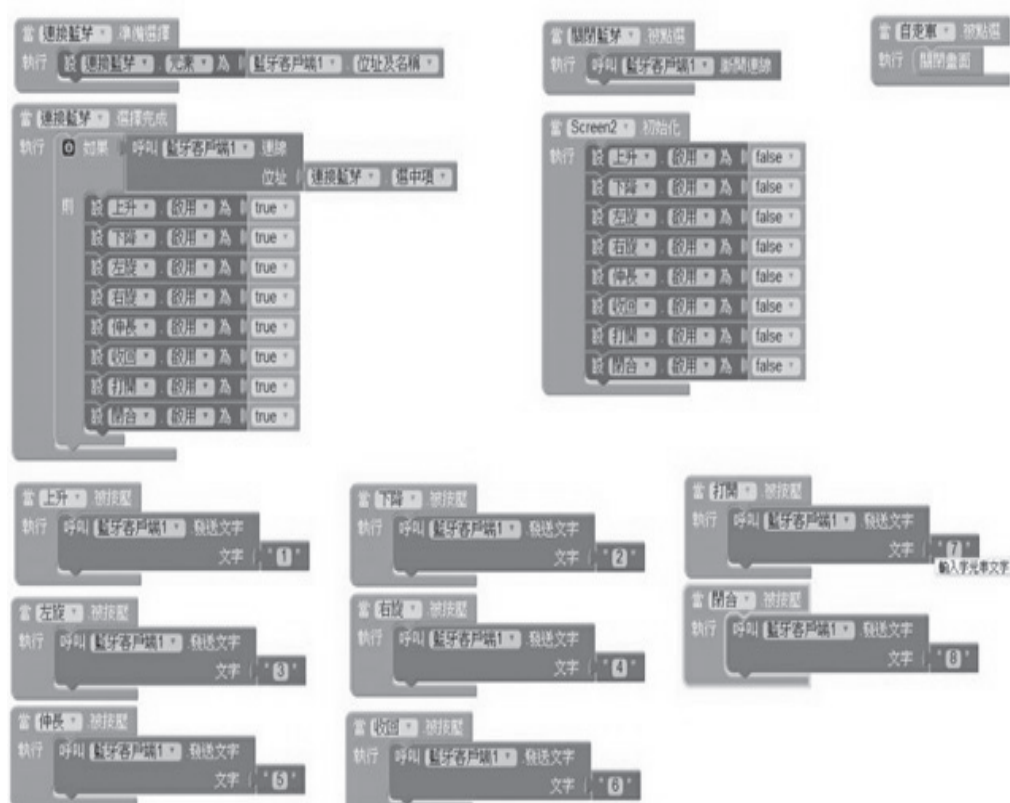 當 連接藍芽 準備選擇
執行 設 連接藍芽 . 元素 為 藍牙客戶端1 . 位址及名稱
當 連接藍芽 選擇完成
執行 如果 呼叫 藍牙客戶端1 連線
位址 連接藍芽 . 選中項
則 設 上升 . 啟用 為 true
設 下降 . 啟用 為 true
設 左旋 . 啟用 為 true
設 右旋 . 啟用 為 true
設 伸長 . 啟用 為 true
設 收回 . 啟用 為 true
設 打開 . 啟用 為 true
設 閉合 . 啟用 為 true
當 關閉藍芽 . 被點選
執行 呼叫 藍牙客戶端1 . 斷開連線
當 自走車 . 被點選
執行 關閉畫面
當 Screen2 . 初始化
執行 設 上升 . 啟用 為 false
設 下降 . 啟用 為 false
設 左旋 . 啟用 為 false
設 右旋 . 啟用 為 false
設 伸長 . 啟用 為 false
設 收回 . 啟用 為 false
設 打開 . 啟用 為 false
設 閉合 . 啟用 為 false
當 上升 . 被按壓
執行 呼叫 藍牙客戶端1 . 發送文字
文字 "1"
當 下降 . 被按壓
執行 呼叫 藍牙客戶端1 . 發送文字
文字 "2"
當 打開 . 被按壓
執行 呼叫 藍牙客戶端1 . 發送文字
文字 "7"
輸入字元串文字
當 左旋 . 被按壓
執行 呼叫 藍牙客戶端1 . 發送文字
文字 "3"
當 右旋 . 被按壓
執行 呼叫 藍牙客戶端1 . 發送文字
文字 "4"
當 閉合 . 被按壓
執行 呼叫 藍牙客戶端1 . 發送文字
文字 "8"
當 伸長 . 被按壓
執行 呼叫 藍牙客戶端1 . 發送文字
文字 "5"
當 收回 . 被按壓
執行 呼叫 藍牙客戶端1 . 發送文字
文字 "6"